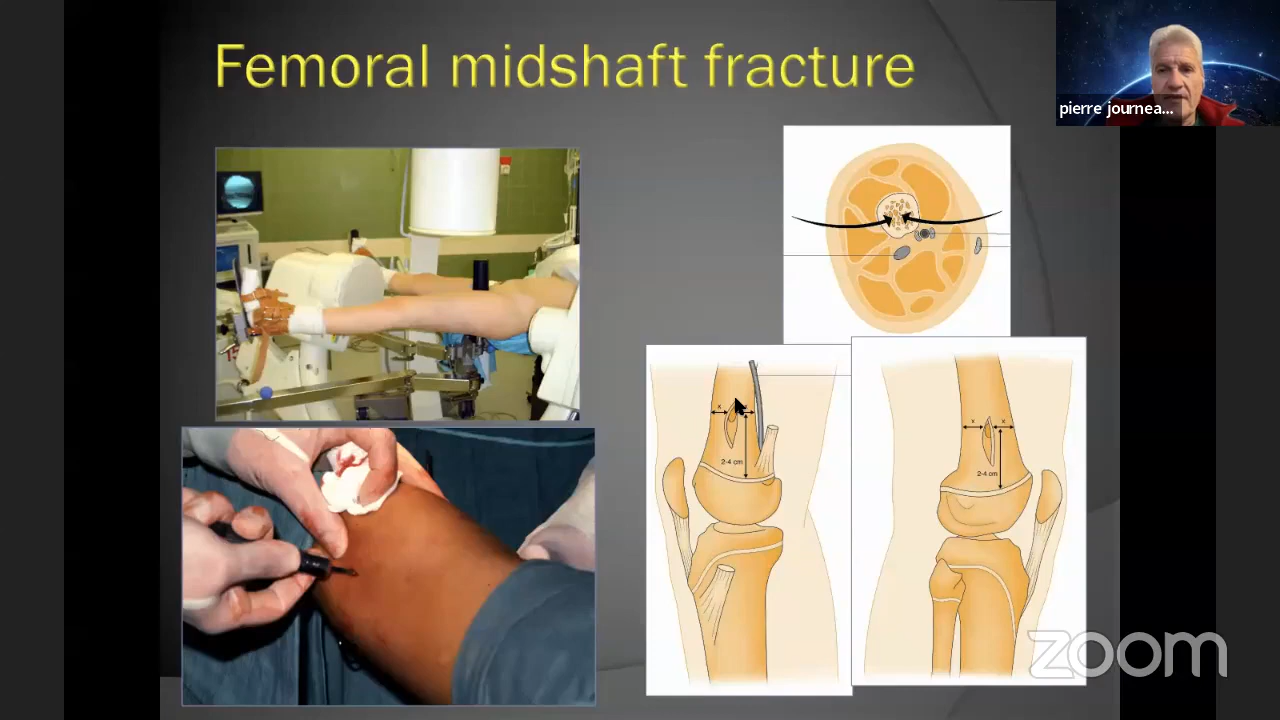 Femoral midshaft fracture
pierre journea...
x
2-4 cm
x
x
2-4 cm
zoom